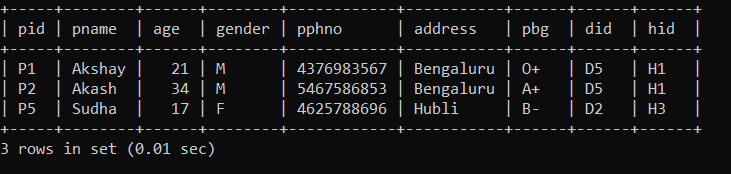 +-----+--------+------+--------+------------+-----------+------+------+------+
| pid | pname  | age  | gender | pphno      | address   | pbg  | did  | hid  |
+-----+--------+------+--------+------------+-----------+------+------+------+
| P1  | Akshay |   21 | M      | 4376983567 | Bengaluru | O+   | D5   | H1   |
| P2  | Akash  |   34 | M      | 5467586853 | Bengaluru | A+   | D5   | H1   |
| P5  | Sudha  |   17 | F      | 4625788696 | Hubli     | B-   | D2   | H3   |
+-----+--------+------+--------+------------+-----------+------+------+------+
3 rows in set (0.01 sec)